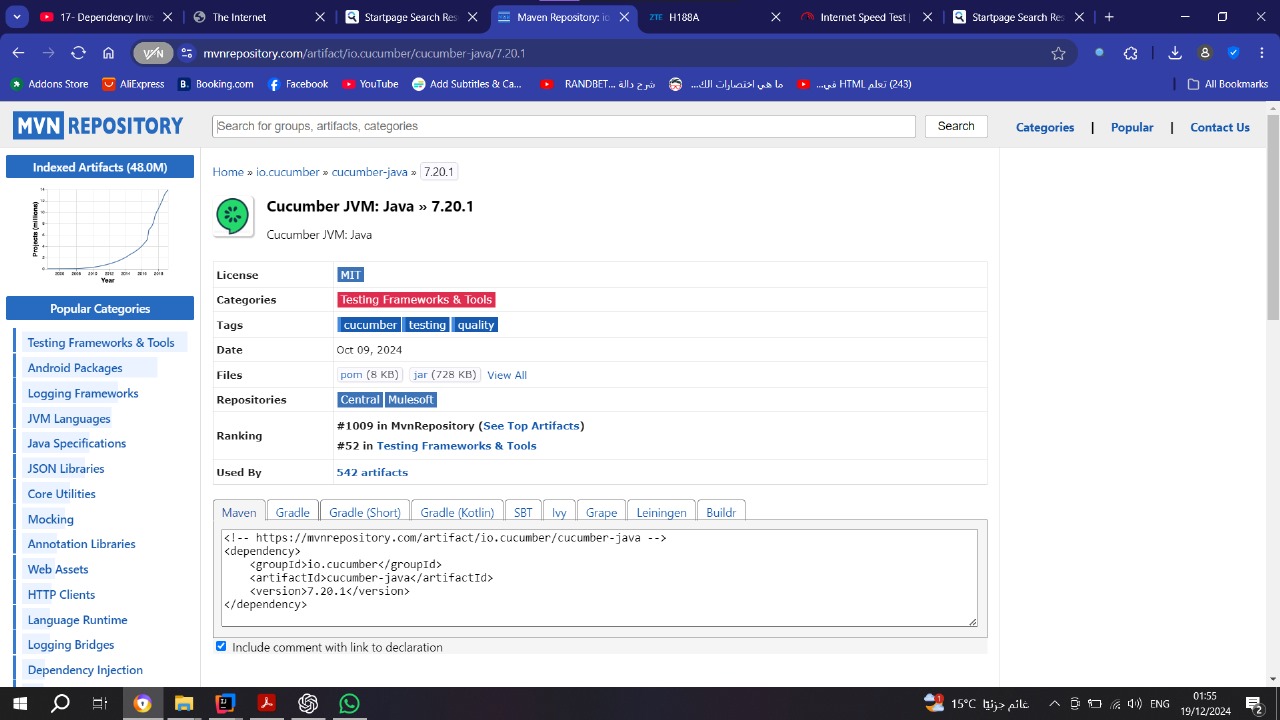 17- Dependency Inve
The Internet
Startpage Search Res
Maven Repository: io
ZTE H188A
Internet Speed Test |
Startpage Search Res
VPN mvnrepository.com/artifact/io.cucumber/cucumber-java/7.20.1
Addons Store AliExpress Booking.com Facebook YouTube Add Subtitles & Ca... شرح دالة ...RANDBET ما هي اختصارات الك... (243) تعلم HTML في... All Bookmarks
MVN REPOSITORY
Search for groups, artifacts, categories
Search
Categories | Popular | Contact Us
Indexed Artifacts (48.0M)
Projects (millions)
Year
Popular Categories
Testing Frameworks & Tools
Android Packages
Logging Frameworks
JVM Languages
Java Specifications
JSON Libraries
Core Utilities
Mocking
Annotation Libraries
Web Assets
HTTP Clients
Language Runtime
Logging Bridges
Dependency Injection
Home » io.cucumber » cucumber-java » 7.20.1
Cucumber JVM: Java » 7.20.1
Cucumber JVM: Java
License MIT
Categories Testing Frameworks & Tools
Tags cucumber testing quality
Date Oct 09, 2024
Files pom (8 KB) jar (728 KB) View All
Repositories Central Mulesoft
Ranking #1009 in MvnRepository (See Top Artifacts)
#52 in Testing Frameworks & Tools
Used By 542 artifacts
Maven Gradle Gradle (Short) Gradle (Kotlin) SBT Ivy Grape Leiningen Buildr
<!-- https://mvnrepository.com/artifact/io.cucumber/cucumber-java -->
<dependency>
<groupId>io.cucumber</groupId>
<artifactId>cucumber-java</artifactId>
<version>7.20.1</version>
</dependency>
Include comment with link to declaration
15°C غائم جزئيًا
ENG
01:55
19/12/2024
2